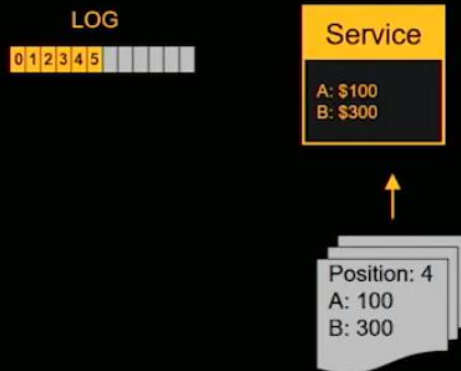 LOG
0 1 2 3 4 5
Service
A: $100
B: $300
Position: 4
A: 100
B: 300